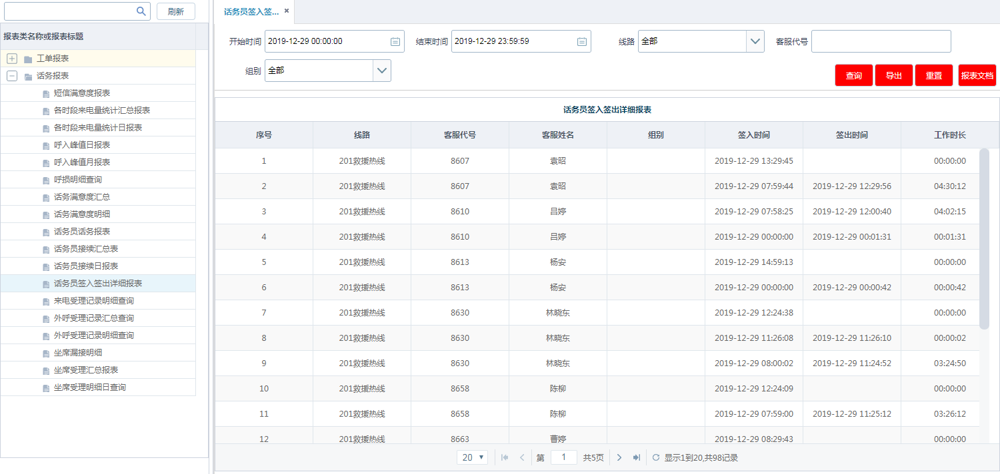 刷新
报表类名称或报表标题
工单报表
话务报表
短信满意度报表
各时段来电量统计汇总报表
各时段来电量统计日报表
呼入峰值日报表
呼入峰值月报表
呼损明细查询
话务满意度汇总
话务满意度明细
话务员话务报表
话务员接续汇总表
话务员接续日报表
话务员签入签出详细报表
来电受理记录明细查询
外呼受理记录汇总查询
外呼受理记录明细查询
坐席漏接明细
坐席受理汇总报表
坐席受理明细日查询
话务员签入签...
开始时间 2019-12-29 00:00:00 结束时间 2019-12-29 23:59:59 线路 全部 客服代号
组别 全部
查询 导出 重置 报表文档
话务员签入签出详细报表
序号 线路 客服代号 客服姓名 组别 签入时间 签出时间 工作时长
1 201救援热线 8607 袁昭 2019-12-29 13:29:45 00:00:00
2 201救援热线 8607 袁昭 2019-12-29 07:59:44 2019-12-29 12:29:56 04:30:12
3 201救援热线 8610 吕婷 2019-12-29 07:58:25 2019-12-29 12:00:40 04:02:15
4 201救援热线 8610 吕婷 2019-12-29 00:00:00 2019-12-29 00:01:31 00:01:31
5 201救援热线 8613 杨安 2019-12-29 14:59:13 00:00:00
6 201救援热线 8613 杨安 2019-12-29 00:00:00 2019-12-29 00:00:42 00:00:42
7 201救援热线 8630 林晓东 2019-12-29 12:24:38 00:00:00
8 201救援热线 8630 林晓东 2019-12-29 11:26:08 2019-12-29 11:26:10 00:00:02
9 201救援热线 8630 林晓东 2019-12-29 08:00:02 2019-12-29 11:24:52 03:24:50
10 201救援热线 8658 陈柳 2019-12-29 12:24:09 00:00:00
11 201救援热线 8658 陈柳 2019-12-29 07:59:00 2019-12-29 11:25:12 03:26:12
12 201救援热线 8663 曹婷 2019-12-29 08:29:43 00:00:00
20 第 1 共5页 显示1到20,共98记录